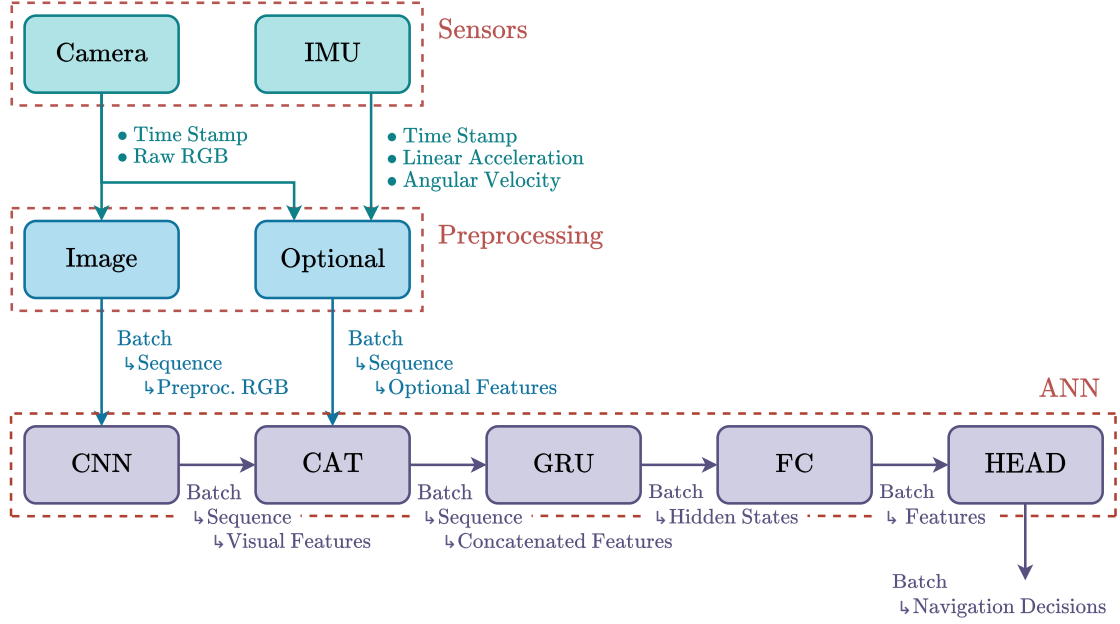 Camera
IMU
Sensors
● Time Stamp
● Raw RGB
● Time Stamp
● Linear Acceleration
● Angular Velocity
Image
Optional
Preprocessing
Batch
↳Sequence
↳Preproc. RGB
Batch
↳Sequence
↳Optional Features
ANN
CNN
CAT
GRU
FC
HEAD
Batch
↳Sequence
↳Visual Features
Batch
↳Sequence
↳Concatenated Features
Batch
↳Hidden States
Batch
↳ Features
Batch
↳Navigation Decisions